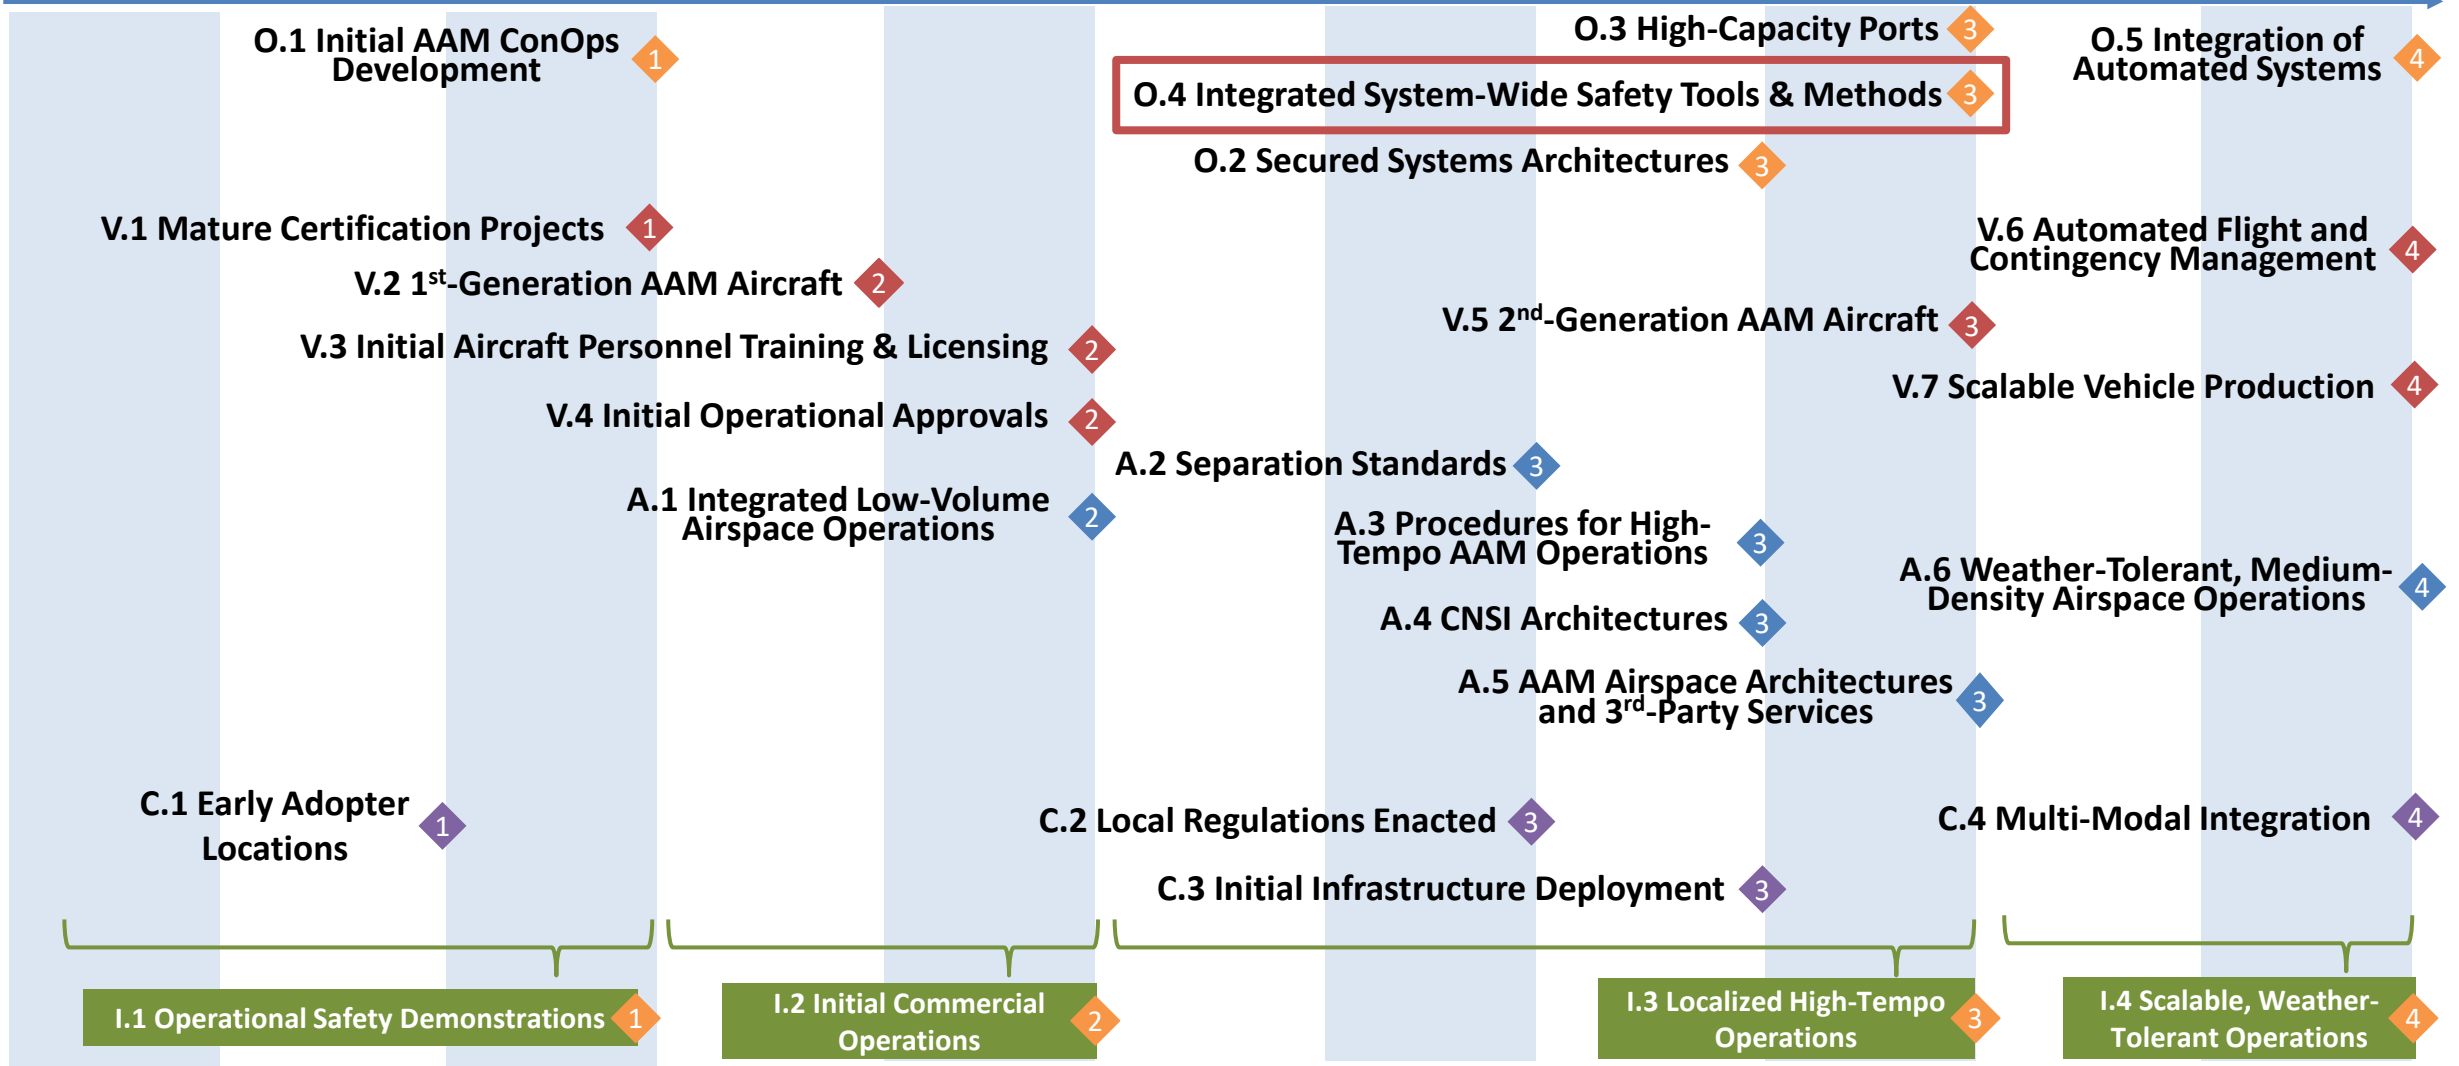 O.1 Initial AAM ConOps
Development
1
O.3 High-Capacity Ports 3
O.5 Integration of
Automated Systems
4
O.4 Integrated System-Wide Safety Tools & Methods 3
O.2 Secured Systems Architectures 3
V.1 Mature Certification Projects 1
V.6 Automated Flight and
Contingency Management
4
V.2 1st-Generation AAM Aircraft 2
V.5 2nd-Generation AAM Aircraft 3
V.3 Initial Aircraft Personnel Training & Licensing 2
V.7 Scalable Vehicle Production 4
V.4 Initial Operational Approvals 2
A.2 Separation Standards 3
A.1 Integrated Low-Volume
Airspace Operations
2
A.3 Procedures for High-
Tempo AAM Operations
3
A.6 Weather-Tolerant, Medium-
Density Airspace Operations
4
A.4 CNSI Architectures 3
A.5 AAM Airspace Architectures
and 3rd-Party Services
3
C.1 Early Adopter
Locations
1
C.2 Local Regulations Enacted 3
C.4 Multi-Modal Integration 4
C.3 Initial Infrastructure Deployment 3
I.1 Operational Safety Demonstrations 1
I.2 Initial Commercial
Operations
2
I.3 Localized High-Tempo
Operations
3
I.4 Scalable, Weather-
Tolerant Operations
4